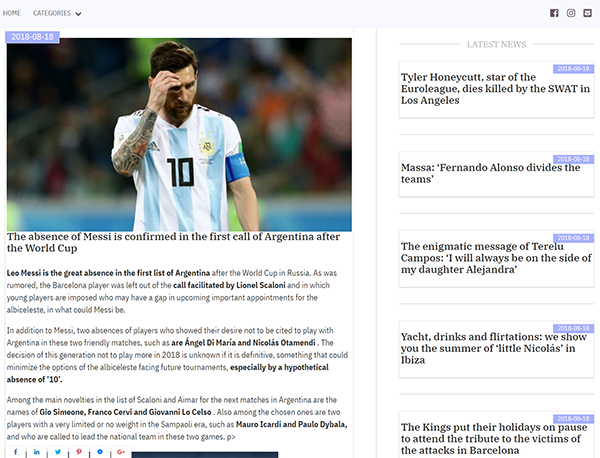 HOME CATEGORIES
2018-08-18
10
The absence of Messi is confirmed in the first call of Argentina after
the World Cup
Leo Messi is the great absence in the first list of Argentina after the World Cup in Russia. As was
rumored, the Barcelona player was left out of the call facilitated by Lionel Scaloni and in which
young players are imposed who may have a gap in upcoming important appointments for the
albiceleste, in what could Messi be.
In addition to Messi, two absences of players who showed their desire not to be cited to play with
Argentina in these two friendly matches, such as are Ángel Di María and Nicolás Otamendi . The
decision of this generation not to play more in 2018 is unknown if it is definitive, something that could
minimize the options of the albiceleste facing future tournaments, especially by a hypothetical
absence of '10'.
Among the main novelties in the list of Scaloni and Aimar for the next matches in Argentina are the
names of Gio Simeone, Franco Cervi and Giovanni Lo Celso . Also among the chosen ones are two
players with a very limited or no weight in the Sampaoli era, such as Mauro Icardi and Paulo Dybala,
and who are called to lead the national team in these two games. p>
LATEST NEWS
2018-08-18
Tyler Honeycutt, star of the
Euroleague, dies killed by the SWAT in
Los Angeles
2018-08-18
Massa: ‘Fernando Alonso divides the
teams’
2018-08-18
The enigmatic message of Terelu
Campos: ‘I will always be on the side of
my daughter Alejandra’
2018-08-18
Yacht, drinks and flirtations: we show
you the summer of ‘little Nicolás’ in
Ibiza
2018-08-18
The Kings put their holidays on pause
to attend the tribute to the victims of
the attacks in Barcelona